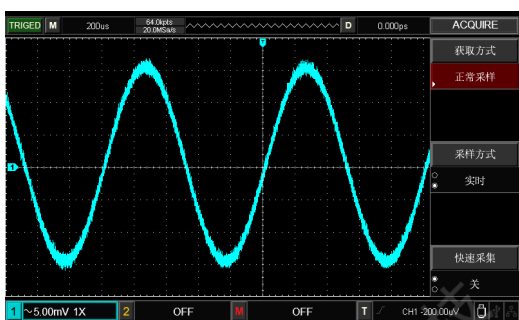 TRIGED M 200us 64.0kpts D 0.000ps ACQUIRE
20.0MSa/s
获取方式
正常采样
采样方式
实时
快速采集
关
1 ~5.00mV 1X 2 OFF M OFF T CH1 -200.00uV